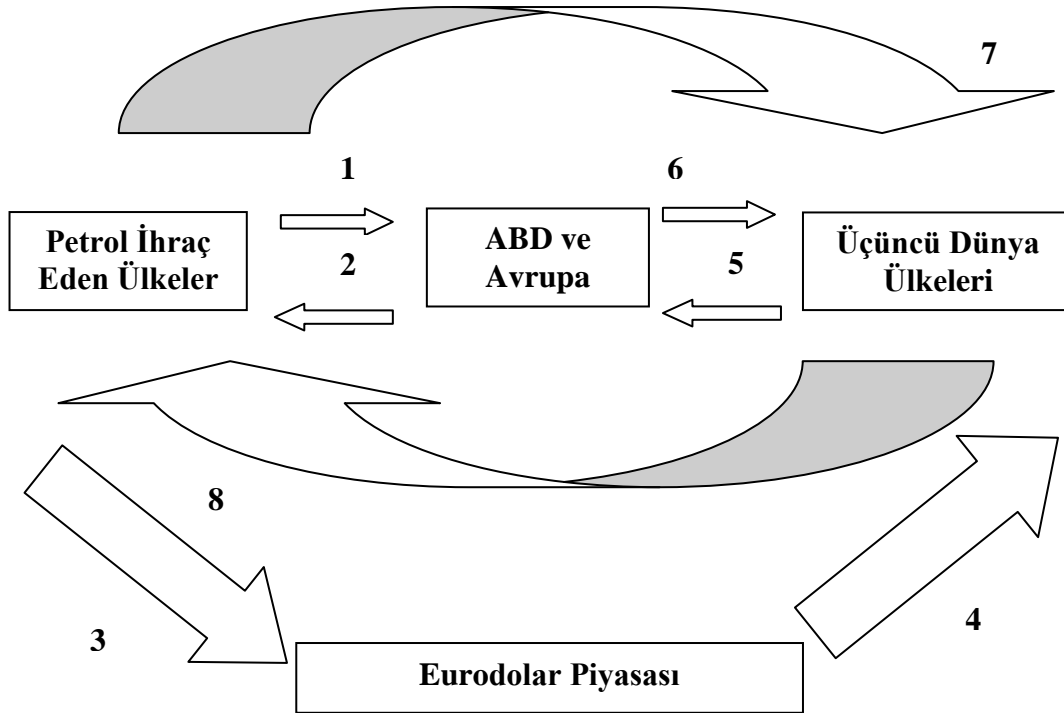 7
1
6
Petrol İhraç
Eden Ülkeler
ABD ve
Avrupa
Üçüncü Dünya
Ülkeleri
2
5
8
3
4
Eurodolar Piyasası